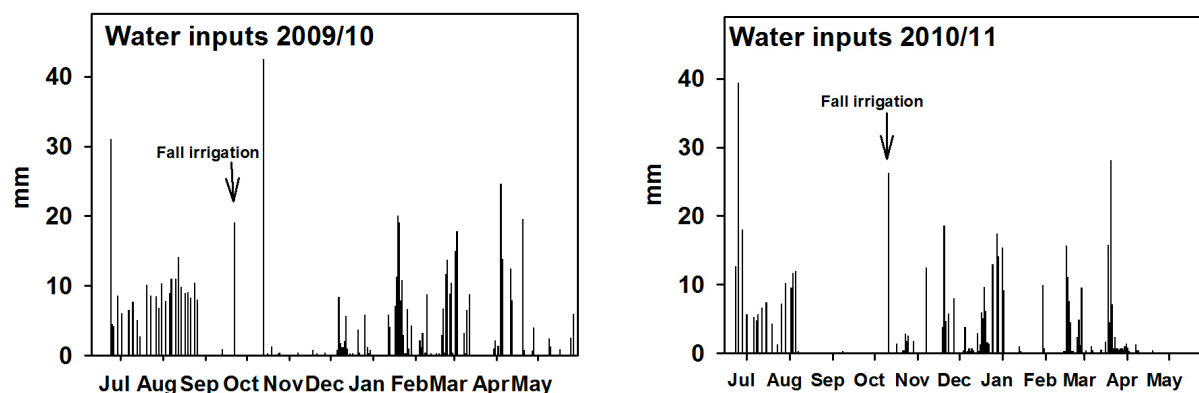 Water inputs 2009/10
40
30
20
10
0
mm
Fall irrigation
Jul Aug Sep Oct Nov Dec Jan Feb Mar Apr May
Water inputs 2010/11
40
30
20
10
0
mm
Fall irrigation
Jul Aug Sep Oct Nov Dec Jan Feb Mar Apr May